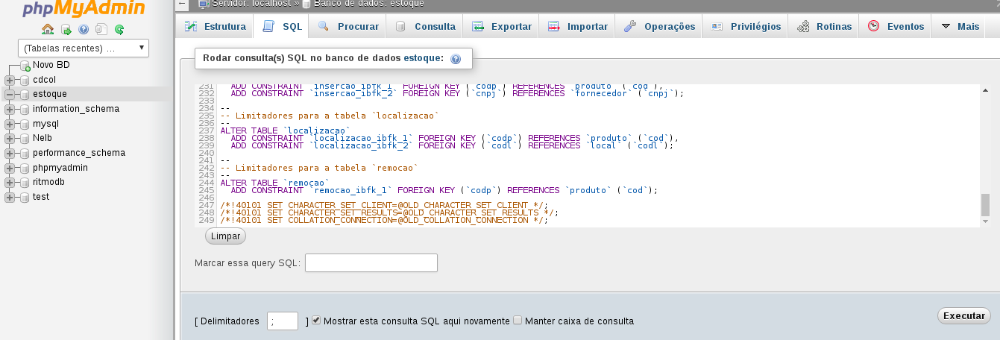 phpMyAdmin
Servidor: localhost » Banco de dados: estoque
Estrutura SQL Procurar Consulta Exportar Importar Operações Privilégios Rotinas Eventos Mais
(Tabelas recentes) ...
Novo BD
cdcol
estoque
information_schema
mysql
Nelb
performance_schema
phpmyadmin
ritmodb
test
Rodar consulta(s) SQL no banco de dados estoque:
231 ADD CONSTRAINT `insercao_ibfk_1` FOREIGN KEY (`codp`) REFERENCES `produto` (`cod`),
232 ADD CONSTRAINT `insercao_ibfk_2` FOREIGN KEY (`cnpj`) REFERENCES `fornecedor` (`cnpj`);
233
234 --
235 -- Limitadores para a tabela `localizacao`
236 --
237 ALTER TABLE `localizacao`
238 ADD CONSTRAINT `localizacao_ibfk_1` FOREIGN KEY (`codp`) REFERENCES `produto` (`cod`),
239 ADD CONSTRAINT `localizacao_ibfk_2` FOREIGN KEY (`codl`) REFERENCES `local` (`codl`);
240
241 --
242 -- Limitadores para a tabela `remocao`
243 --
244 ALTER TABLE `remocao`
245 ADD CONSTRAINT `remocao_ibfk_1` FOREIGN KEY (`codp`) REFERENCES `produto` (`cod`);
246
247 /*!40101 SET CHARACTER_SET_CLIENT=@OLD_CHARACTER_SET_CLIENT */;
248 /*!40101 SET CHARACTER_SET_RESULTS=@OLD_CHARACTER_SET_RESULTS */;
249 /*!40101 SET COLLATION_CONNECTION=@OLD_COLLATION_CONNECTION */;
Limpar
Marcar essa query SQL:
[ Delimitadores ; ] Mostrar esta consulta SQL aqui novamente Manter caixa de consulta
Executar